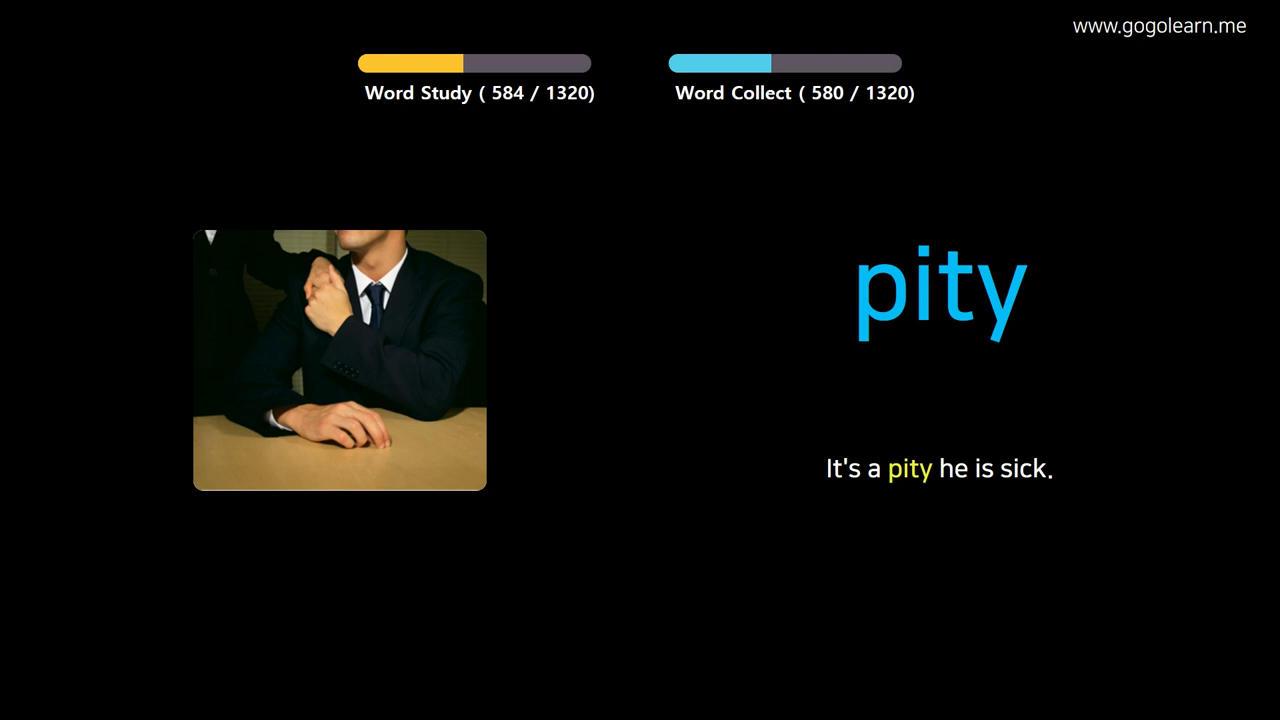 www.gogolearn.me
Word Study ( 584 / 1320)
Word Collect ( 580 / 1320)
pity
It's a pity he is sick.